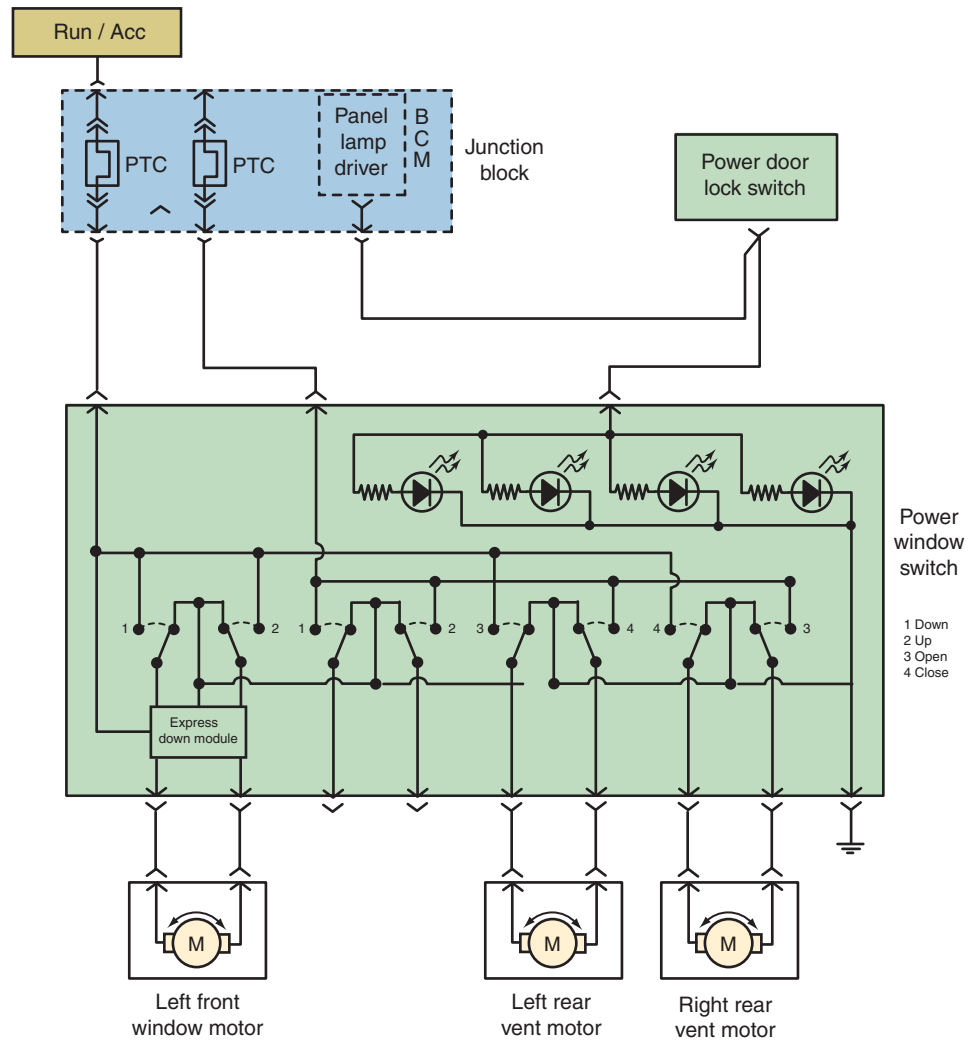 Run / Acc
PTC
PTC
Panel
lamp
driver
B
C
M
Junction
block
Power door
lock switch
Power
window
switch
1 Down
2 Up
3 Open
4 Close
1
2
1
2
3
4
4
3
Express
down module
M
M
M
Left front
window motor
Left rear
vent motor
Right rear
vent motor